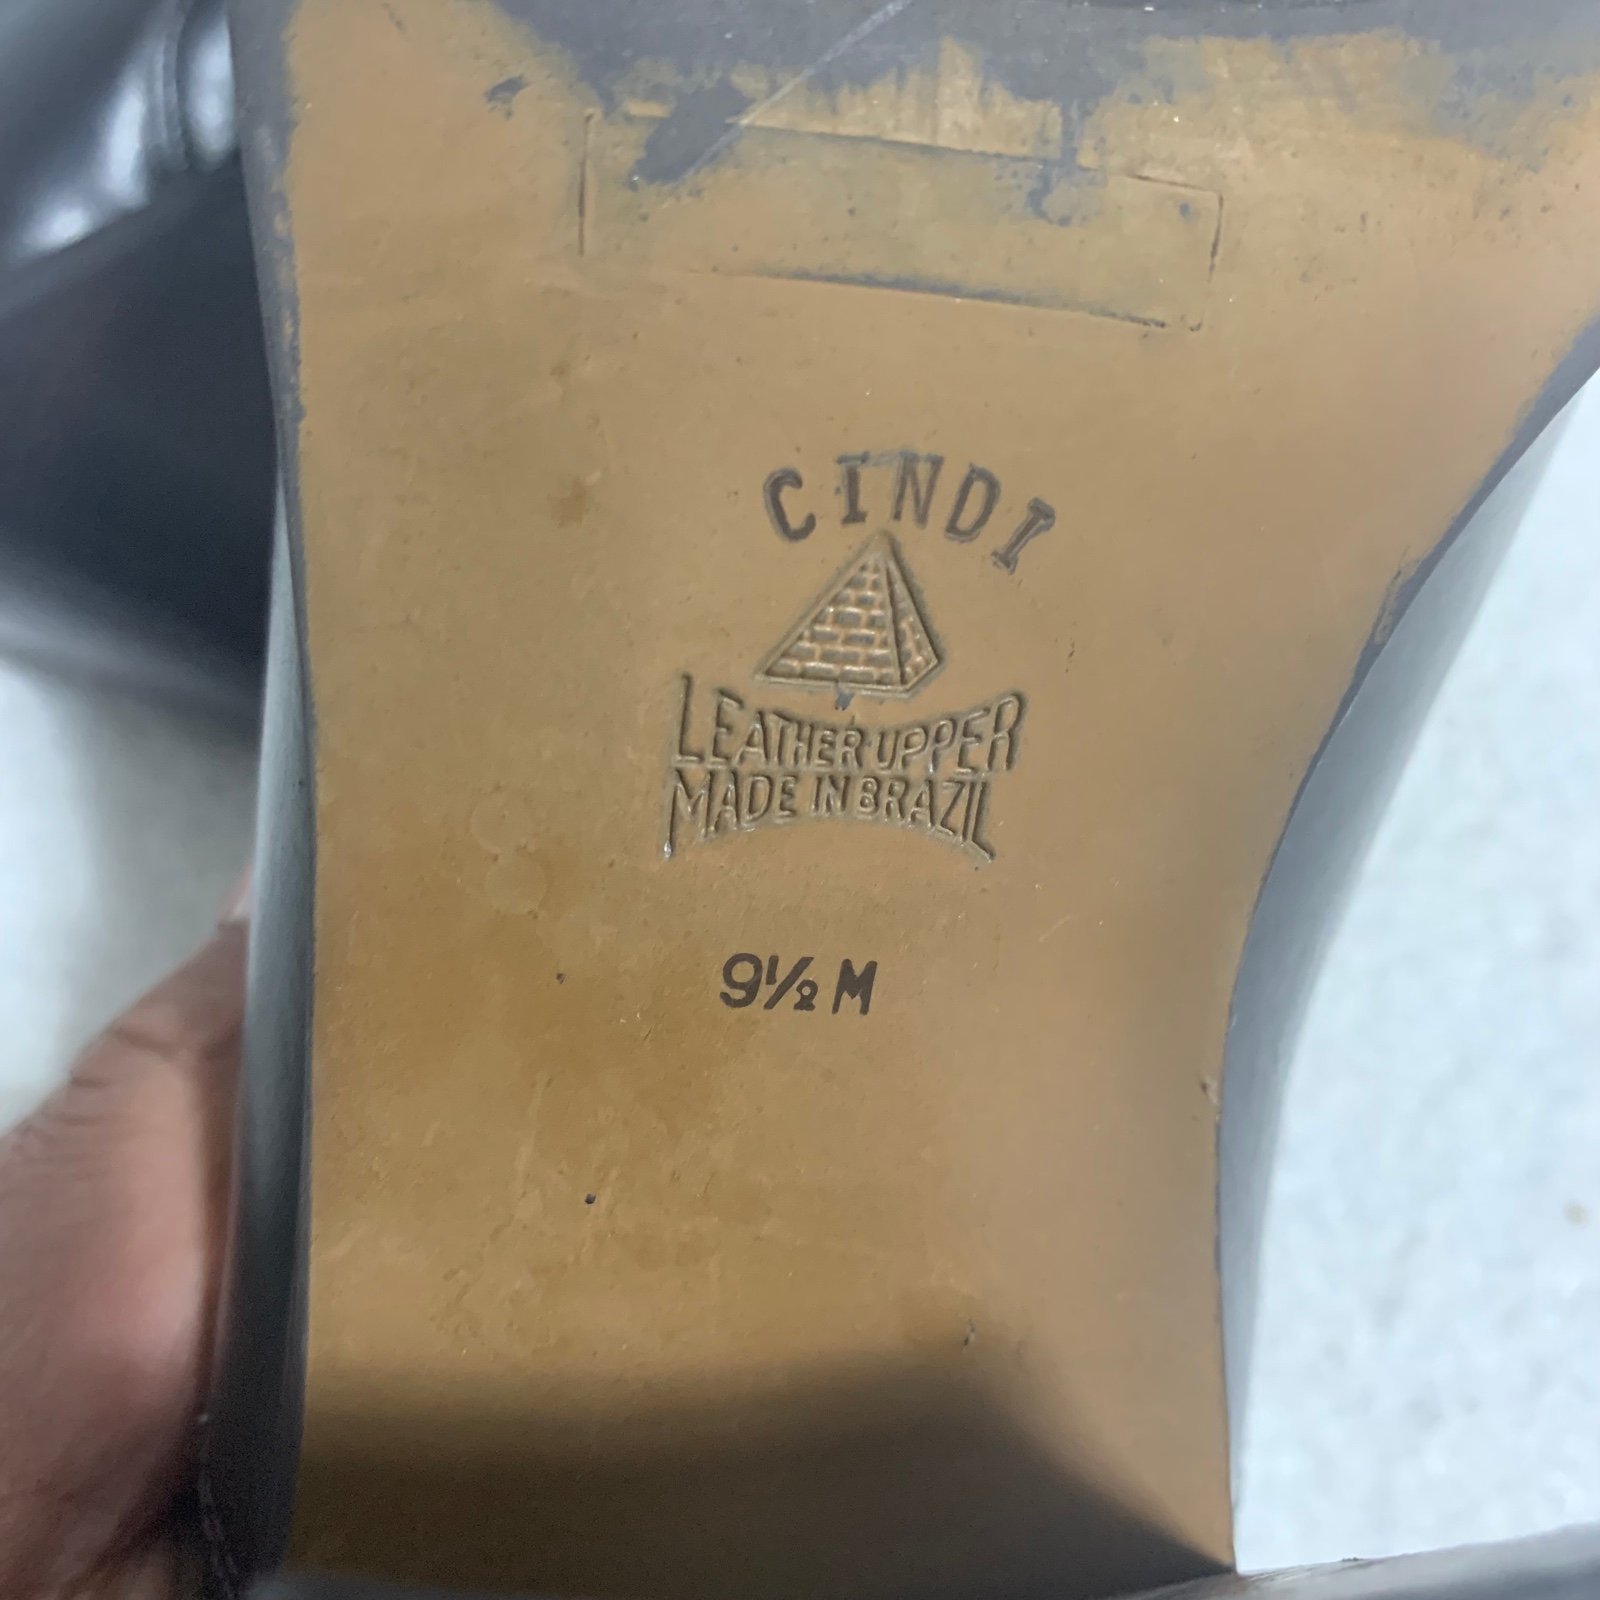 CINDI
LEATHER UPPER
MADE IN BRAZIL
9½ M